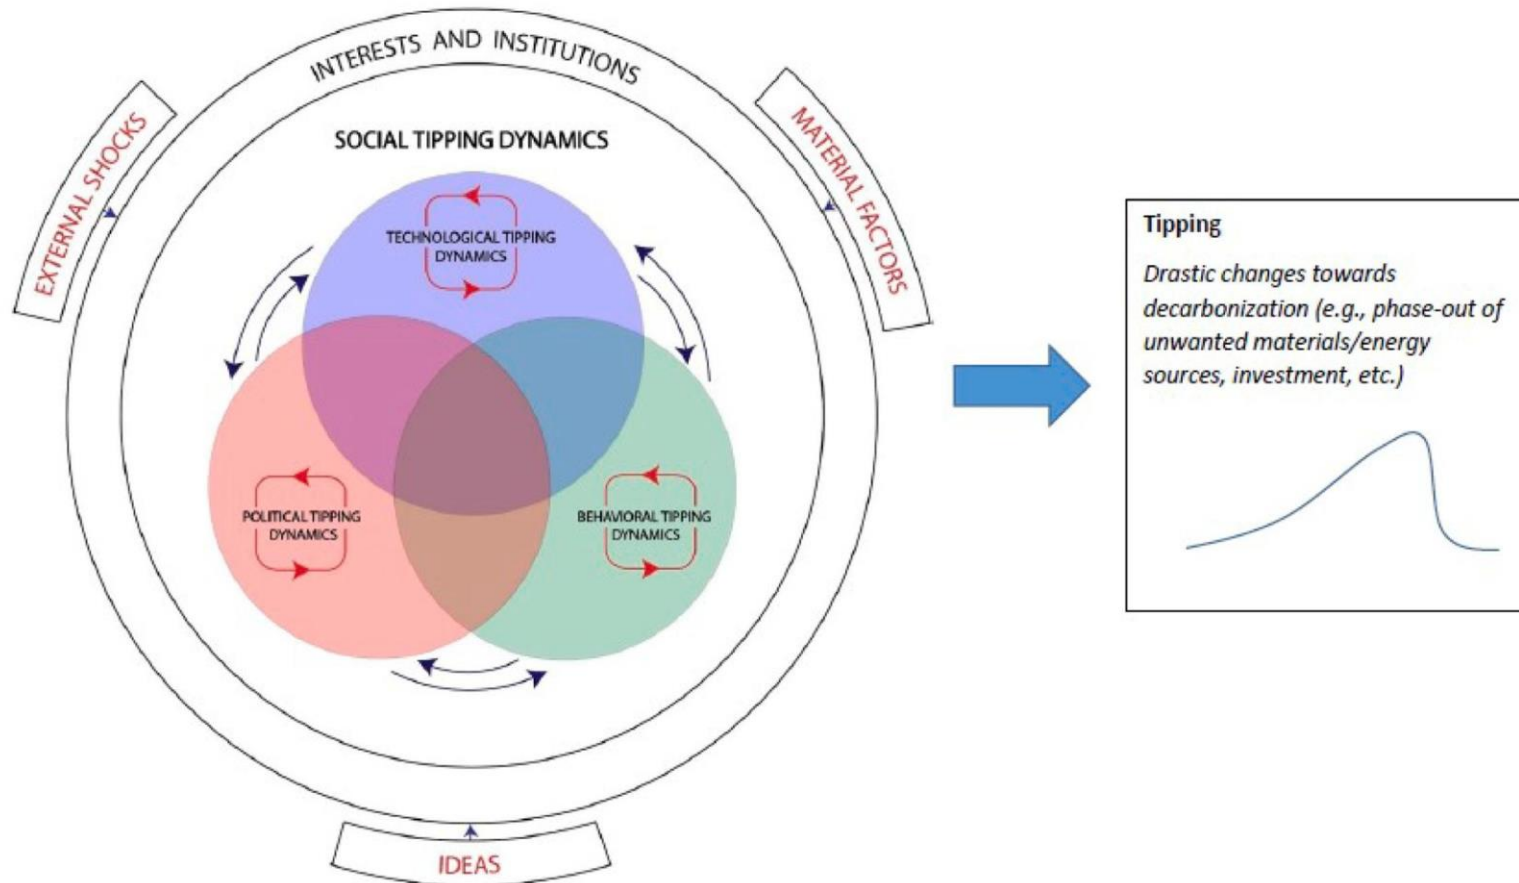 INTERESTS AND INSTITUTIONS
EXTERNAL SHOCKS
MATERIAL FACTORS
SOCIAL TIPPING DYNAMICS
TECHNOLOGICAL TIPPING
DYNAMICS
POLITICAL TIPPING
DYNAMICS
BEHAVIORAL TIPPING
DYNAMICS
IDEAS
Tipping
Drastic changes towards
decarbonization (e.g., phase-out of
unwanted materials/energy
sources, investment, etc.)